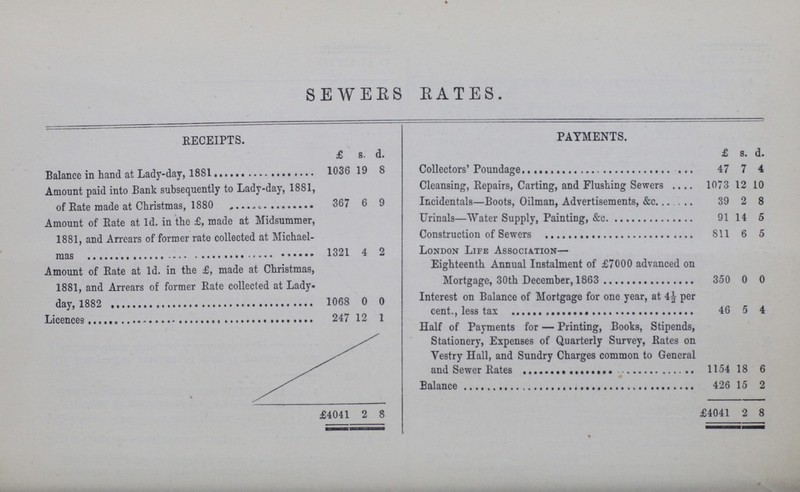 SEWERS RATES.
RECEIPTS.
£ s. d.
Balance in hand at Lady-day, 1881 ................. 1036 19 8
Amount paid into Bank subsequently to Lady-day, 1881,
of Rate made at Christmas, 1880 ............... 367 6 9
Amount of Rate at 1d. in the £, made at Midsummer,
1881, and Arrears of former rate collected at Michael-
mas ................................. 1321 4 2
Amount of Rate at 1d. in the £, made at Christmas,
1881, and Arrears of former Rate collected at Lady-
day, 1882 ................................. 1068 0 0
Licences ................................. 247 12 1
£4041 2 8
PAYMENTS.
£ s. d.
Collectors' Poundage ............................. 47 7 4
Cleansing, Repairs, Carting, and Flushing Sewers .... 1073 12 10
Incidentals—Boots, Oilman, Advertisements, &c. ..... 39 2 8
Urinals—Water Supply, Painting, &c. ............. 91 14 5
Construction of Sewers ......................... 811 6 5
London Life Association—
Eighteenth Annual Instalment of £7000 advanced on
Mortgage, 30th December, 1863 ............... 350 0 0
Interest on Balance of Mortgage for one year, at 4½ per
cent., less tax ............................. 46 5 4
Half of Payments for — Printing, Books, Stipends,
Stationery, Expenses of Quarterly Survey, Rates on
Vestry Hall, and Sundry Charges common to General
and Sewer Rates ............................. 1154 18 6
Balance ................................. 426 15 2
£4041 2 8